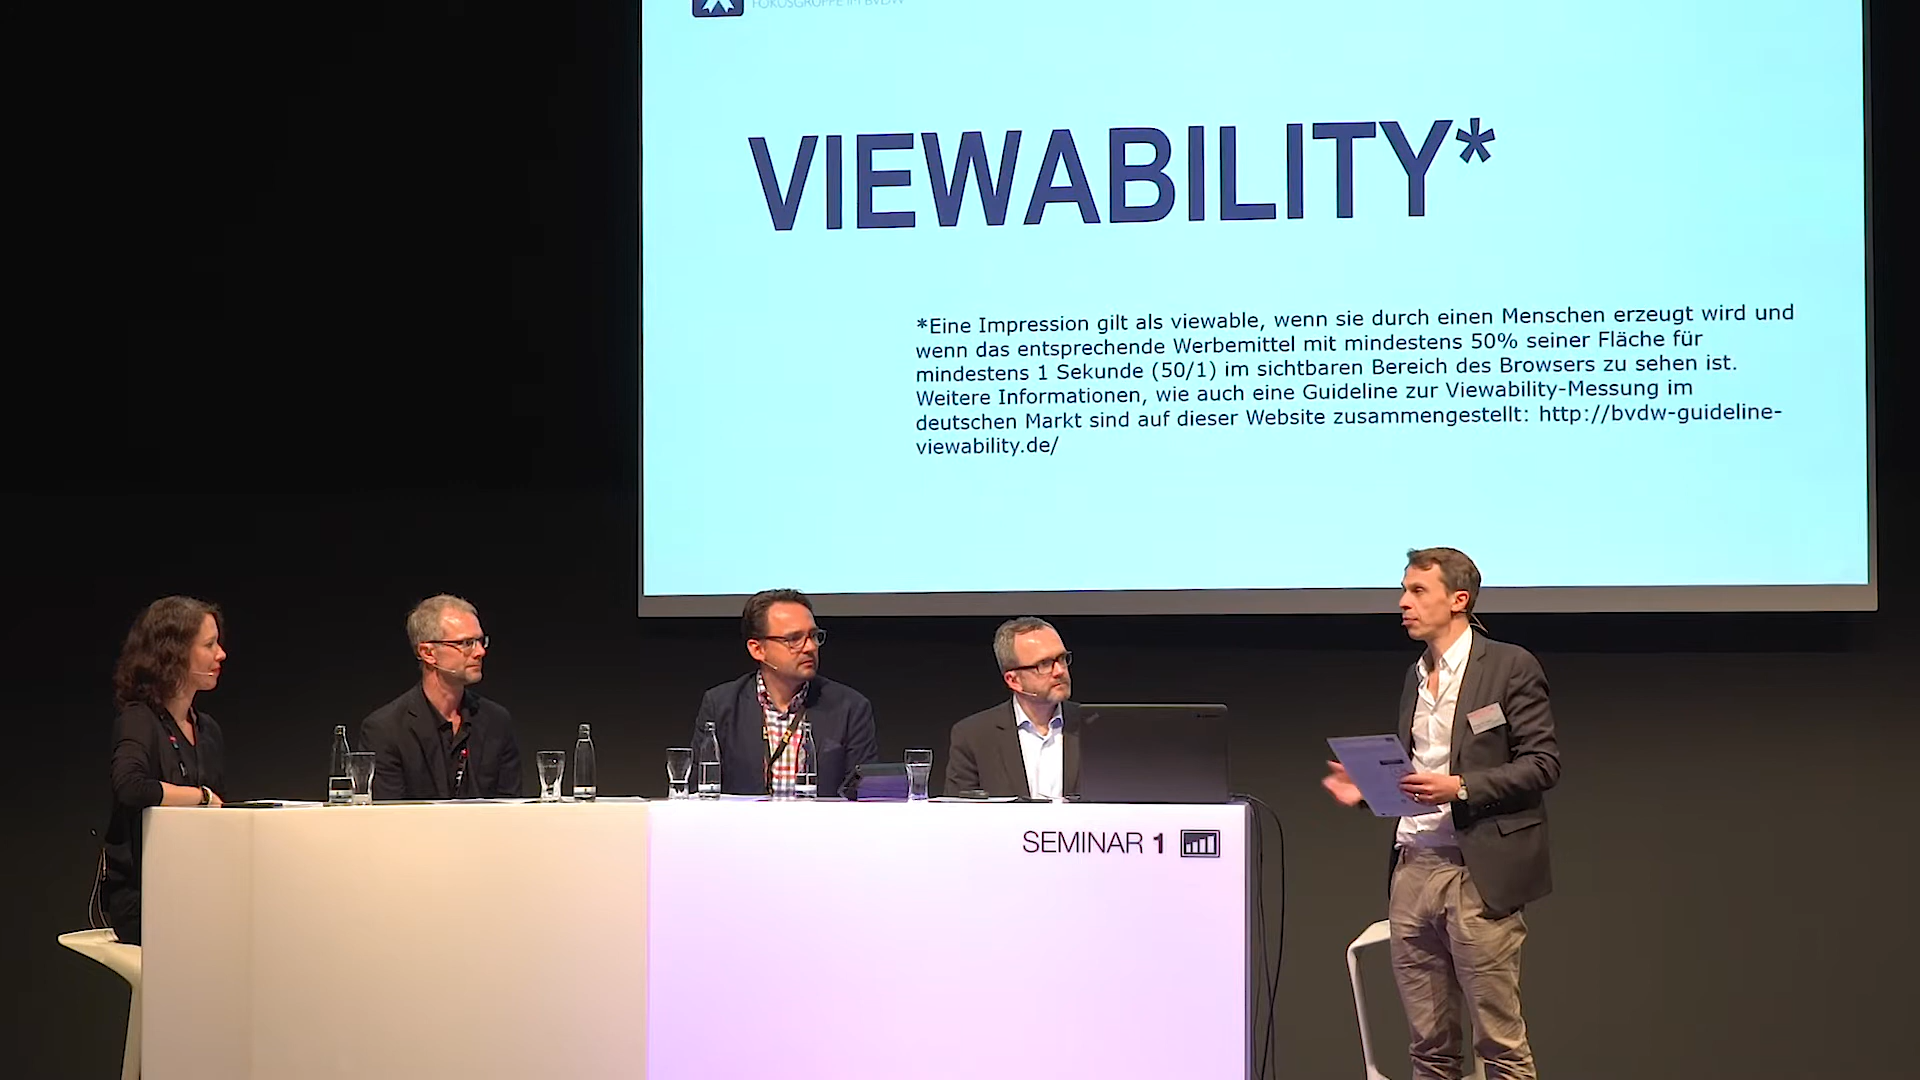 FOKUSGRUPPE IM BVDW
VIEWABILITY*
*Eine Impression gilt als viewable, wenn sie durch einen Menschen erzeugt wird und
wenn das entsprechende Werbemittel mit mindestens 50% seiner Fläche für
mindestens 1 Sekunde (50/1) im sichtbaren Bereich des Browsers zu sehen ist.
Weitere Informationen, wie auch eine Guideline zur Viewability-Messung im
deutschen Markt sind auf dieser Website zusammengestellt: http://bvdw-guideline-
viewability.de/
SEMINAR 1